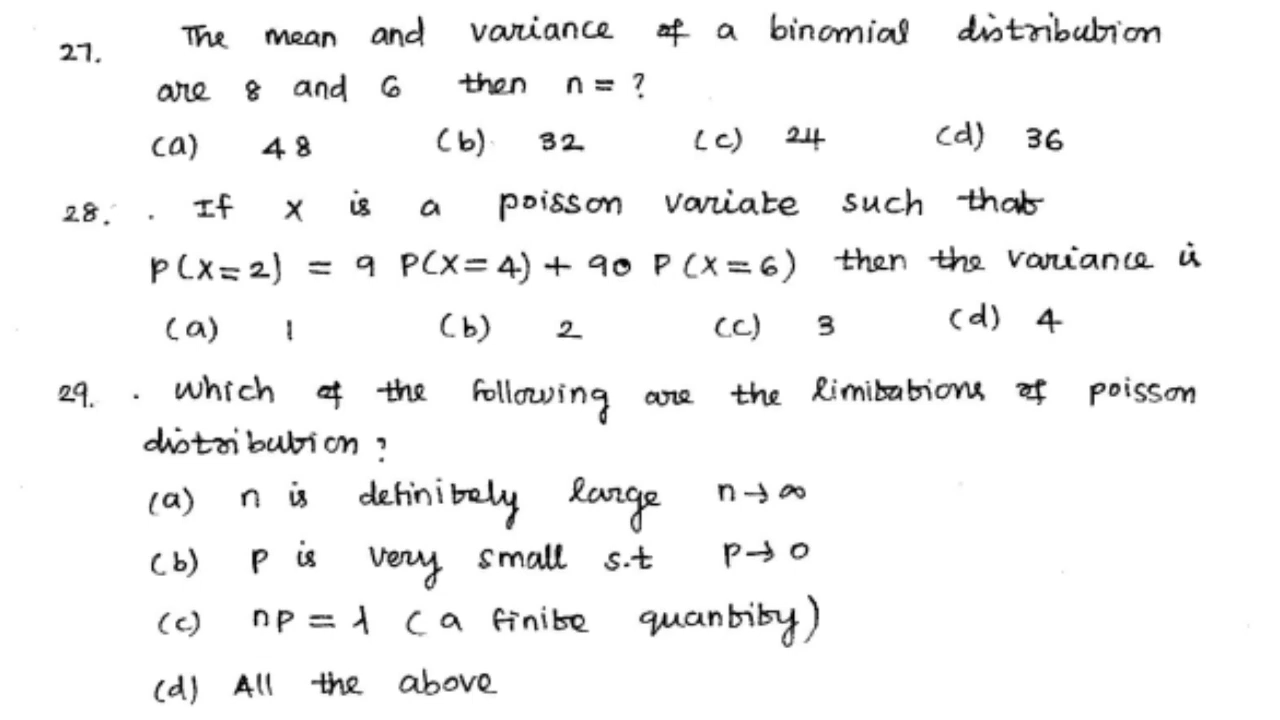 27. The mean and variance of a binomial distribution
are 8 and 6 then n = ?
(a) 48 (b) 32 (c) 24 (d) 36
28. . If X is a poisson variate such that
P(X=2) = 9 P(X=4) + 90 P(X=6) then the variance is
(a) 1 (b) 2 (c) 3 (d) 4
29. . Which of the following are the limitations of poisson
distribution ?
(a) n is definitely large n→∞
(b) P is very small s.t P→0
(c) np = λ (a finite quantity)
(d) All the above